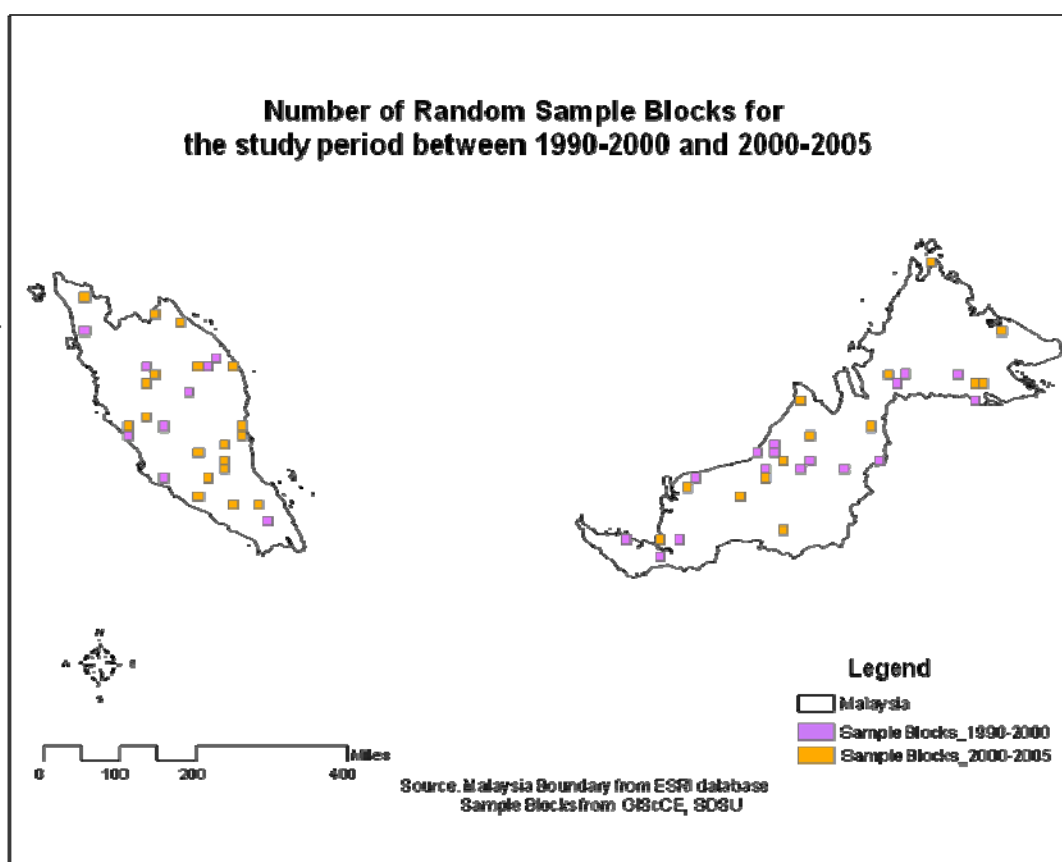 Number of Random Sample Blocks for
the study period between 1990-2000 and 2000-2005
N
A E
S
Legend
Malaysia
Sample Blocks_1990-2000
Sample Blocks_2000-2005
Miles
0 100 200 400
Source. Malaysia Boundary from ESRI database
Sample Blocks from GIScCE, SDSU